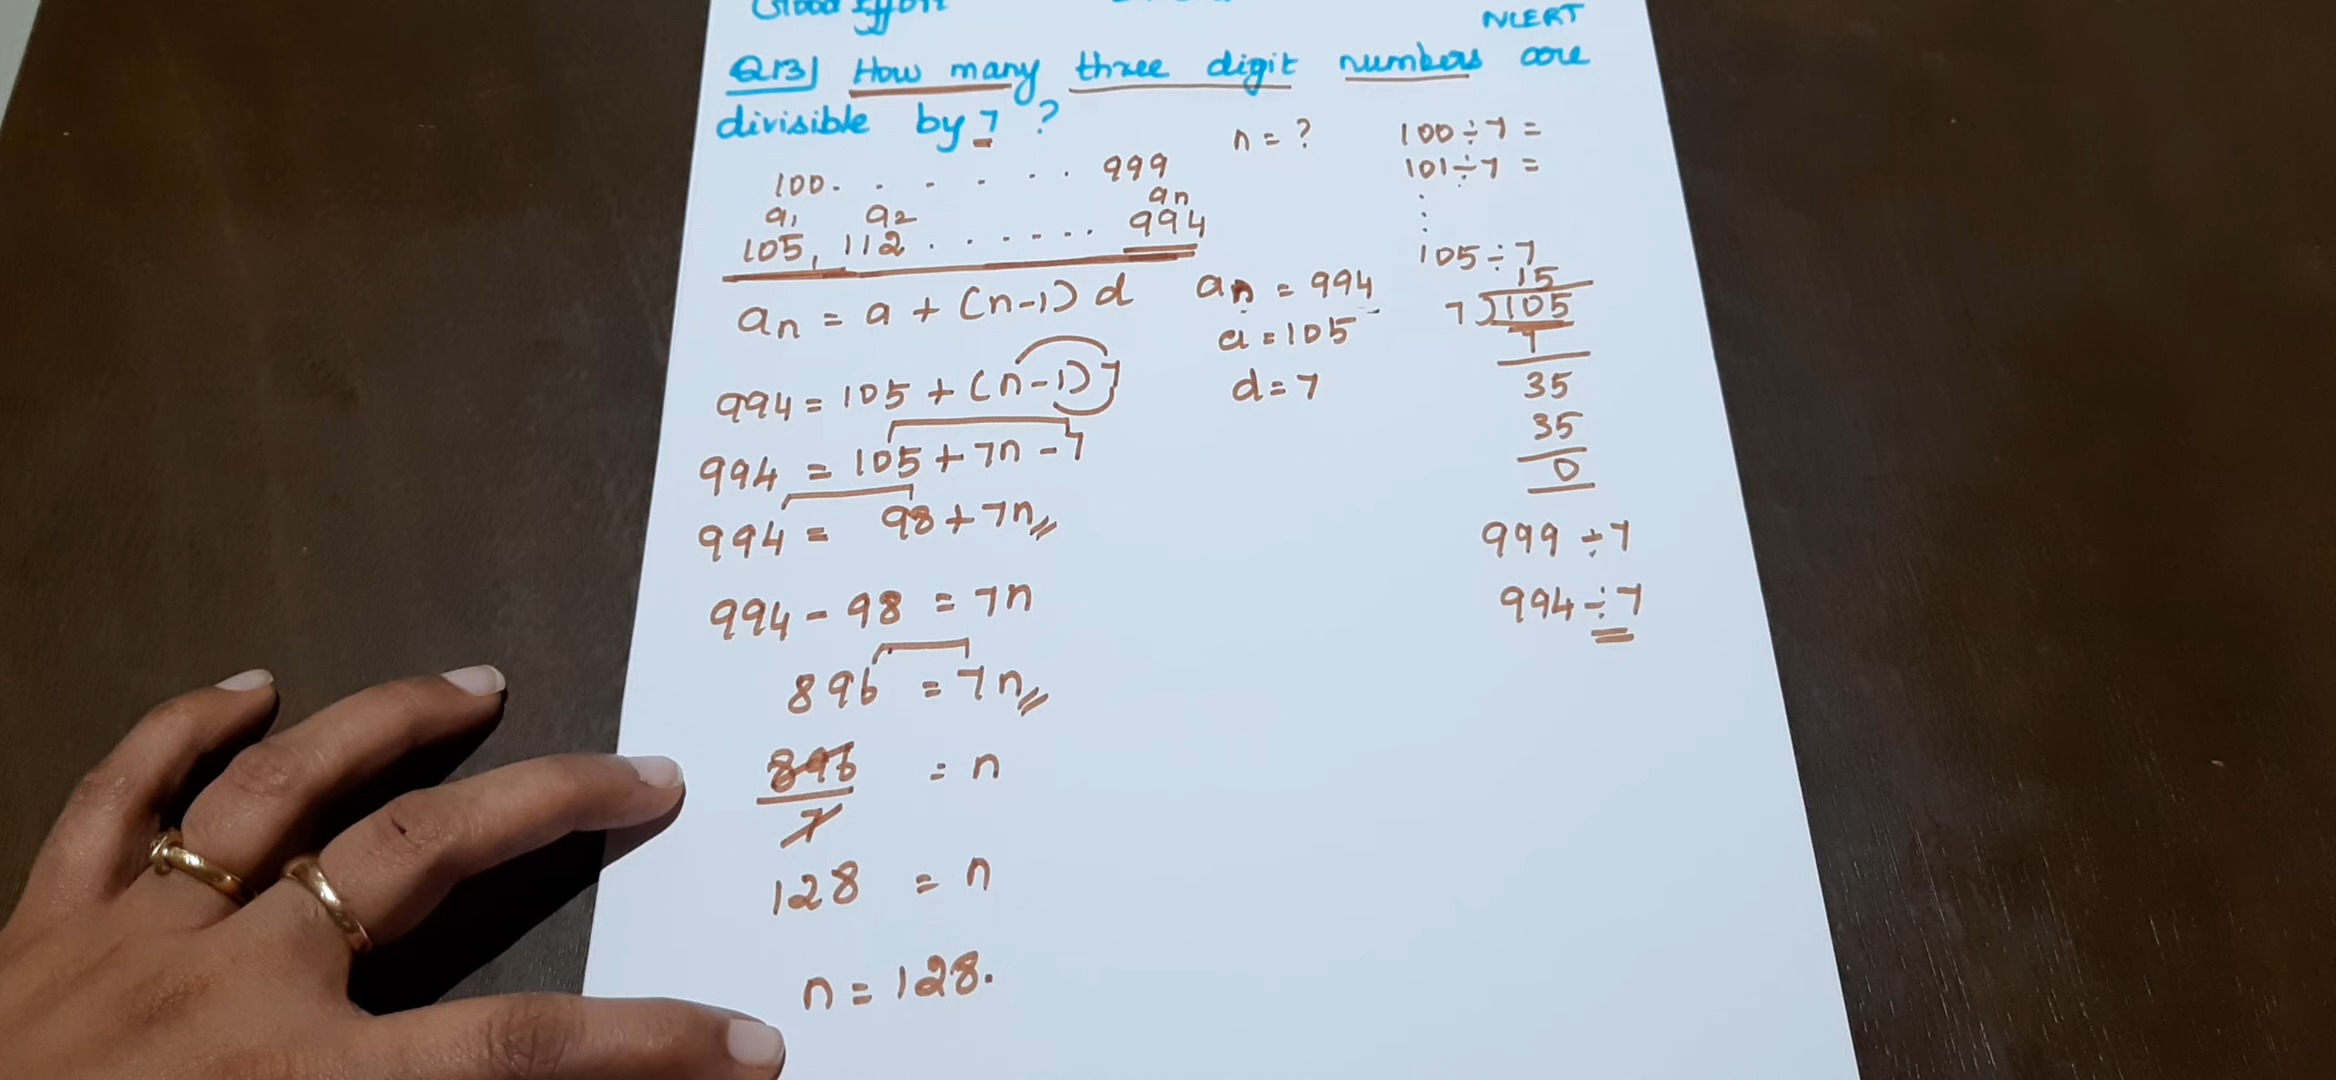 NCERT
Q13) How many three digit numbers are
divisible by 7 ?
n = ?
100 . . . . . . . 999
a1 a2 an
105, 112 . . . . . . . 994
an = a + (n-1) d
994 = 105 + (n-1) 7
994 = 105 + 7n - 7
994 = 98 + 7n
994 - 98 = 7n
896 = 7n
896 = n
7
128 = n
n = 128.
an = 994
a = 105
d = 7
100 ÷ 7 =
101 ÷ 7 =
105 ÷ 7
15
7)105
7
35
35
0
999 ÷ 7
994 ÷ 7